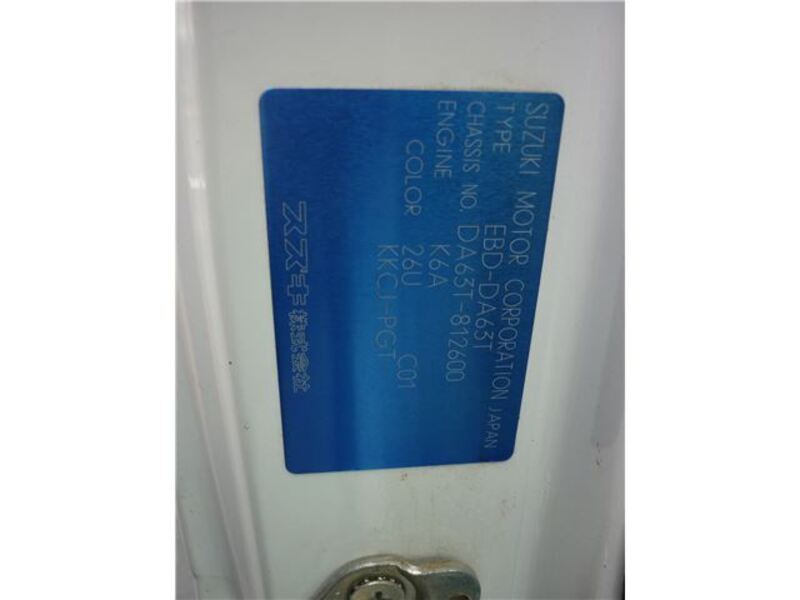 SUZUKI MOTOR CORPORATION JAPAN
TYPE EBD-DA63T
CHASSIS NO. DA63T-812600
ENGINE K6A
COLOR 26U C01
KKCJ-PGT
スズキ株式会社